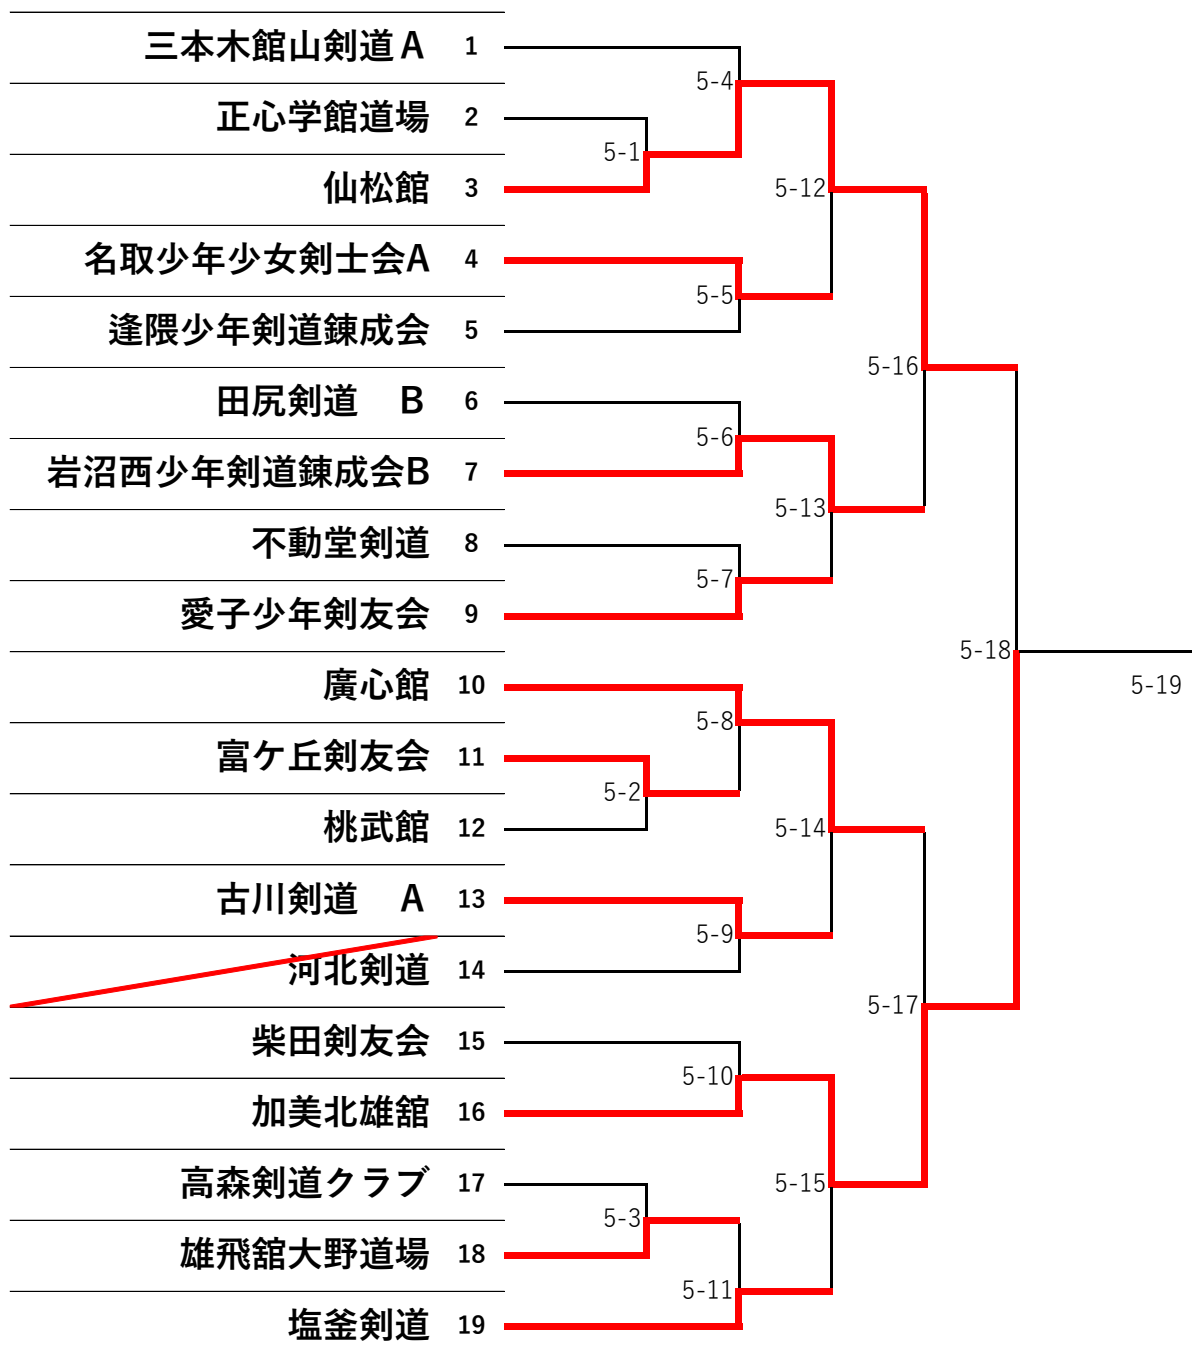 三本木館山剣道A 1
5-4
正心学館道場 2
5-1
仙松館 3
5-12
名取少年少女剣士会A 4
5-5
逢隈少年剣道錬成会 5
5-16
田尻剣道　B 6
5-6
岩沼西少年剣道錬成会B 7
5-13
不動堂剣道 8
5-7
愛子少年剣友会 9
5-18
廣心館 10
5-19
5-8
富ケ丘剣友会 11
5-2
桃武館 12
5-14
古川剣道　A 13
5-9
河北剣道 14
5-17
柴田剣友会 15
5-10
加美北雄舘 16
高森剣道クラブ 17
5-15
5-3
雄飛舘大野道場 18
5-11
塩釜剣道 19